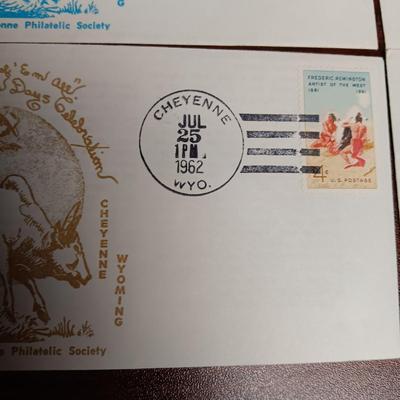 nne Philatelic Society
G
'Em All"
Days Celebration
CHEYENNE
WYOMING
Philatelic Society
CHEYENNE
JUL
25
1 PM
1962
WYO.
FREDERIC REMINGTON
ARTIST OF THE WEST
1861 1961
4c
U.S. POSTAGE